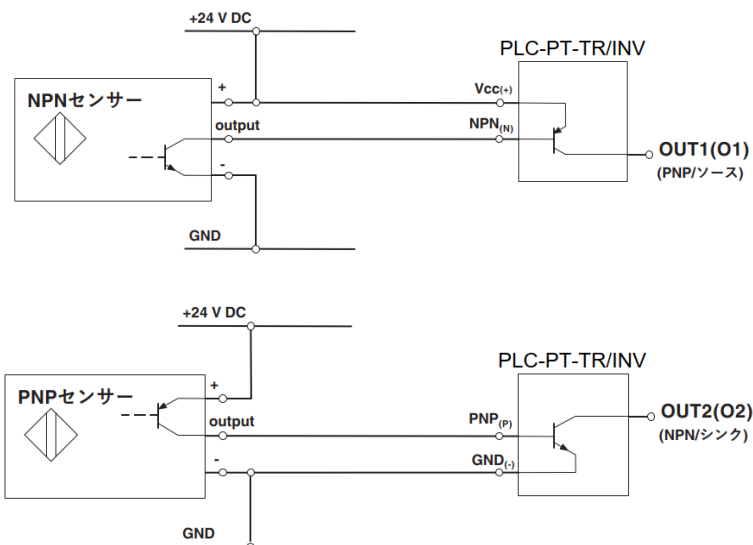 +24 V DC
PLC-PT-TR/INV
NPNセンサー
+
Vcc(+)
output
NPN(N)
OUT1(O1)
(PNP/ソース)
-
GND
+24 V DC
PLC-PT-TR/INV
PNPセンサー
+
output
PNP(P)
OUT2(O2)
(NPN/シンク)
-
GND(-)
GND